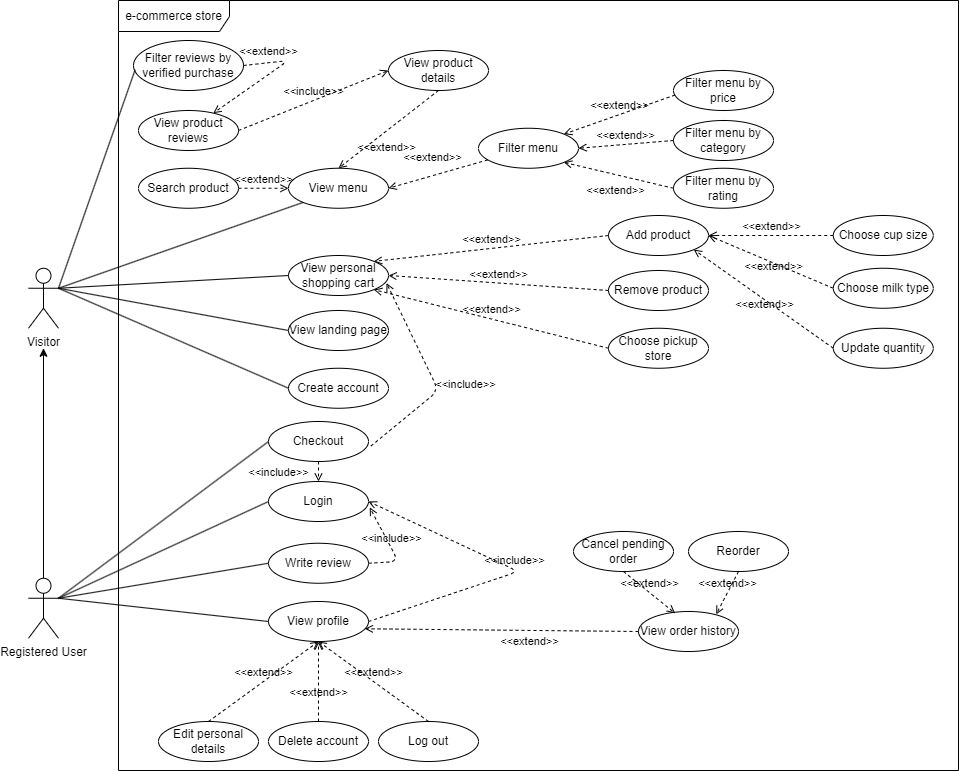 e-commerce store
Filter reviews by
verified purchase
<<extend>>
View product
details
<<include>>
View product
reviews
Filter menu by
price
<<extend>>
Filter menu
<<extend>>
Filter menu by
category
<<extend>>
<<extend>>
Search product
<<extend>>
View menu
Filter menu by
rating
<<extend>>
Add product
<<extend>>
Choose cup size
<<extend>>
View personal
shopping cart
<<extend>>
Remove product
<<extend>>
Choose milk type
<<extend>>
<<extend>>
View landing page
Visitor
Choose pickup
store
Update quantity
Create account
<<include>>
Checkout
<<include>>
Login
<<include>>
<<include>>
Write review
Cancel pending
order
Reorder
<<extend>>
<<extend>>
View profile
View order history
<<extend>>
Registered User
<<extend>>
<<extend>>
<<extend>>
Edit personal
details
Delete account
Log out